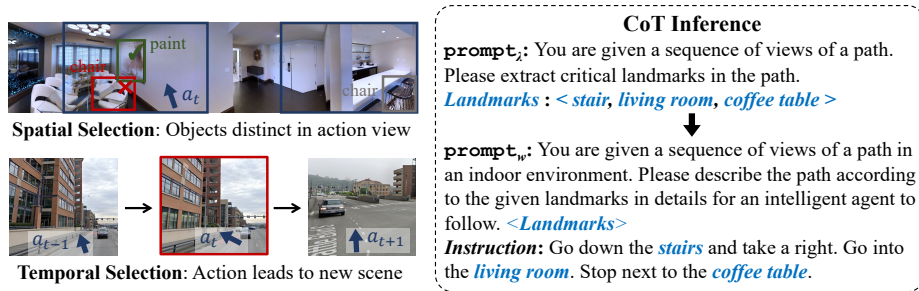 paint
chair
a_t
chair
Spatial Selection: Objects distinct in action view
a_{t-1}
a_t
a_{t+1}
Temporal Selection: Action leads to new scene
CoT Inference
prompt_λ: You are given a sequence of views of a path.
Please extract critical landmarks in the path.
Landmarks : < stair, living room, coffee table >
prompt_w: You are given a sequence of views of a path in
an indoor environment. Please describe the path according
to the given landmarks in details for an intelligent agent to
follow. <Landmarks>
Instruction: Go down the stairs and take a right. Go into
the living room. Stop next to the coffee table.